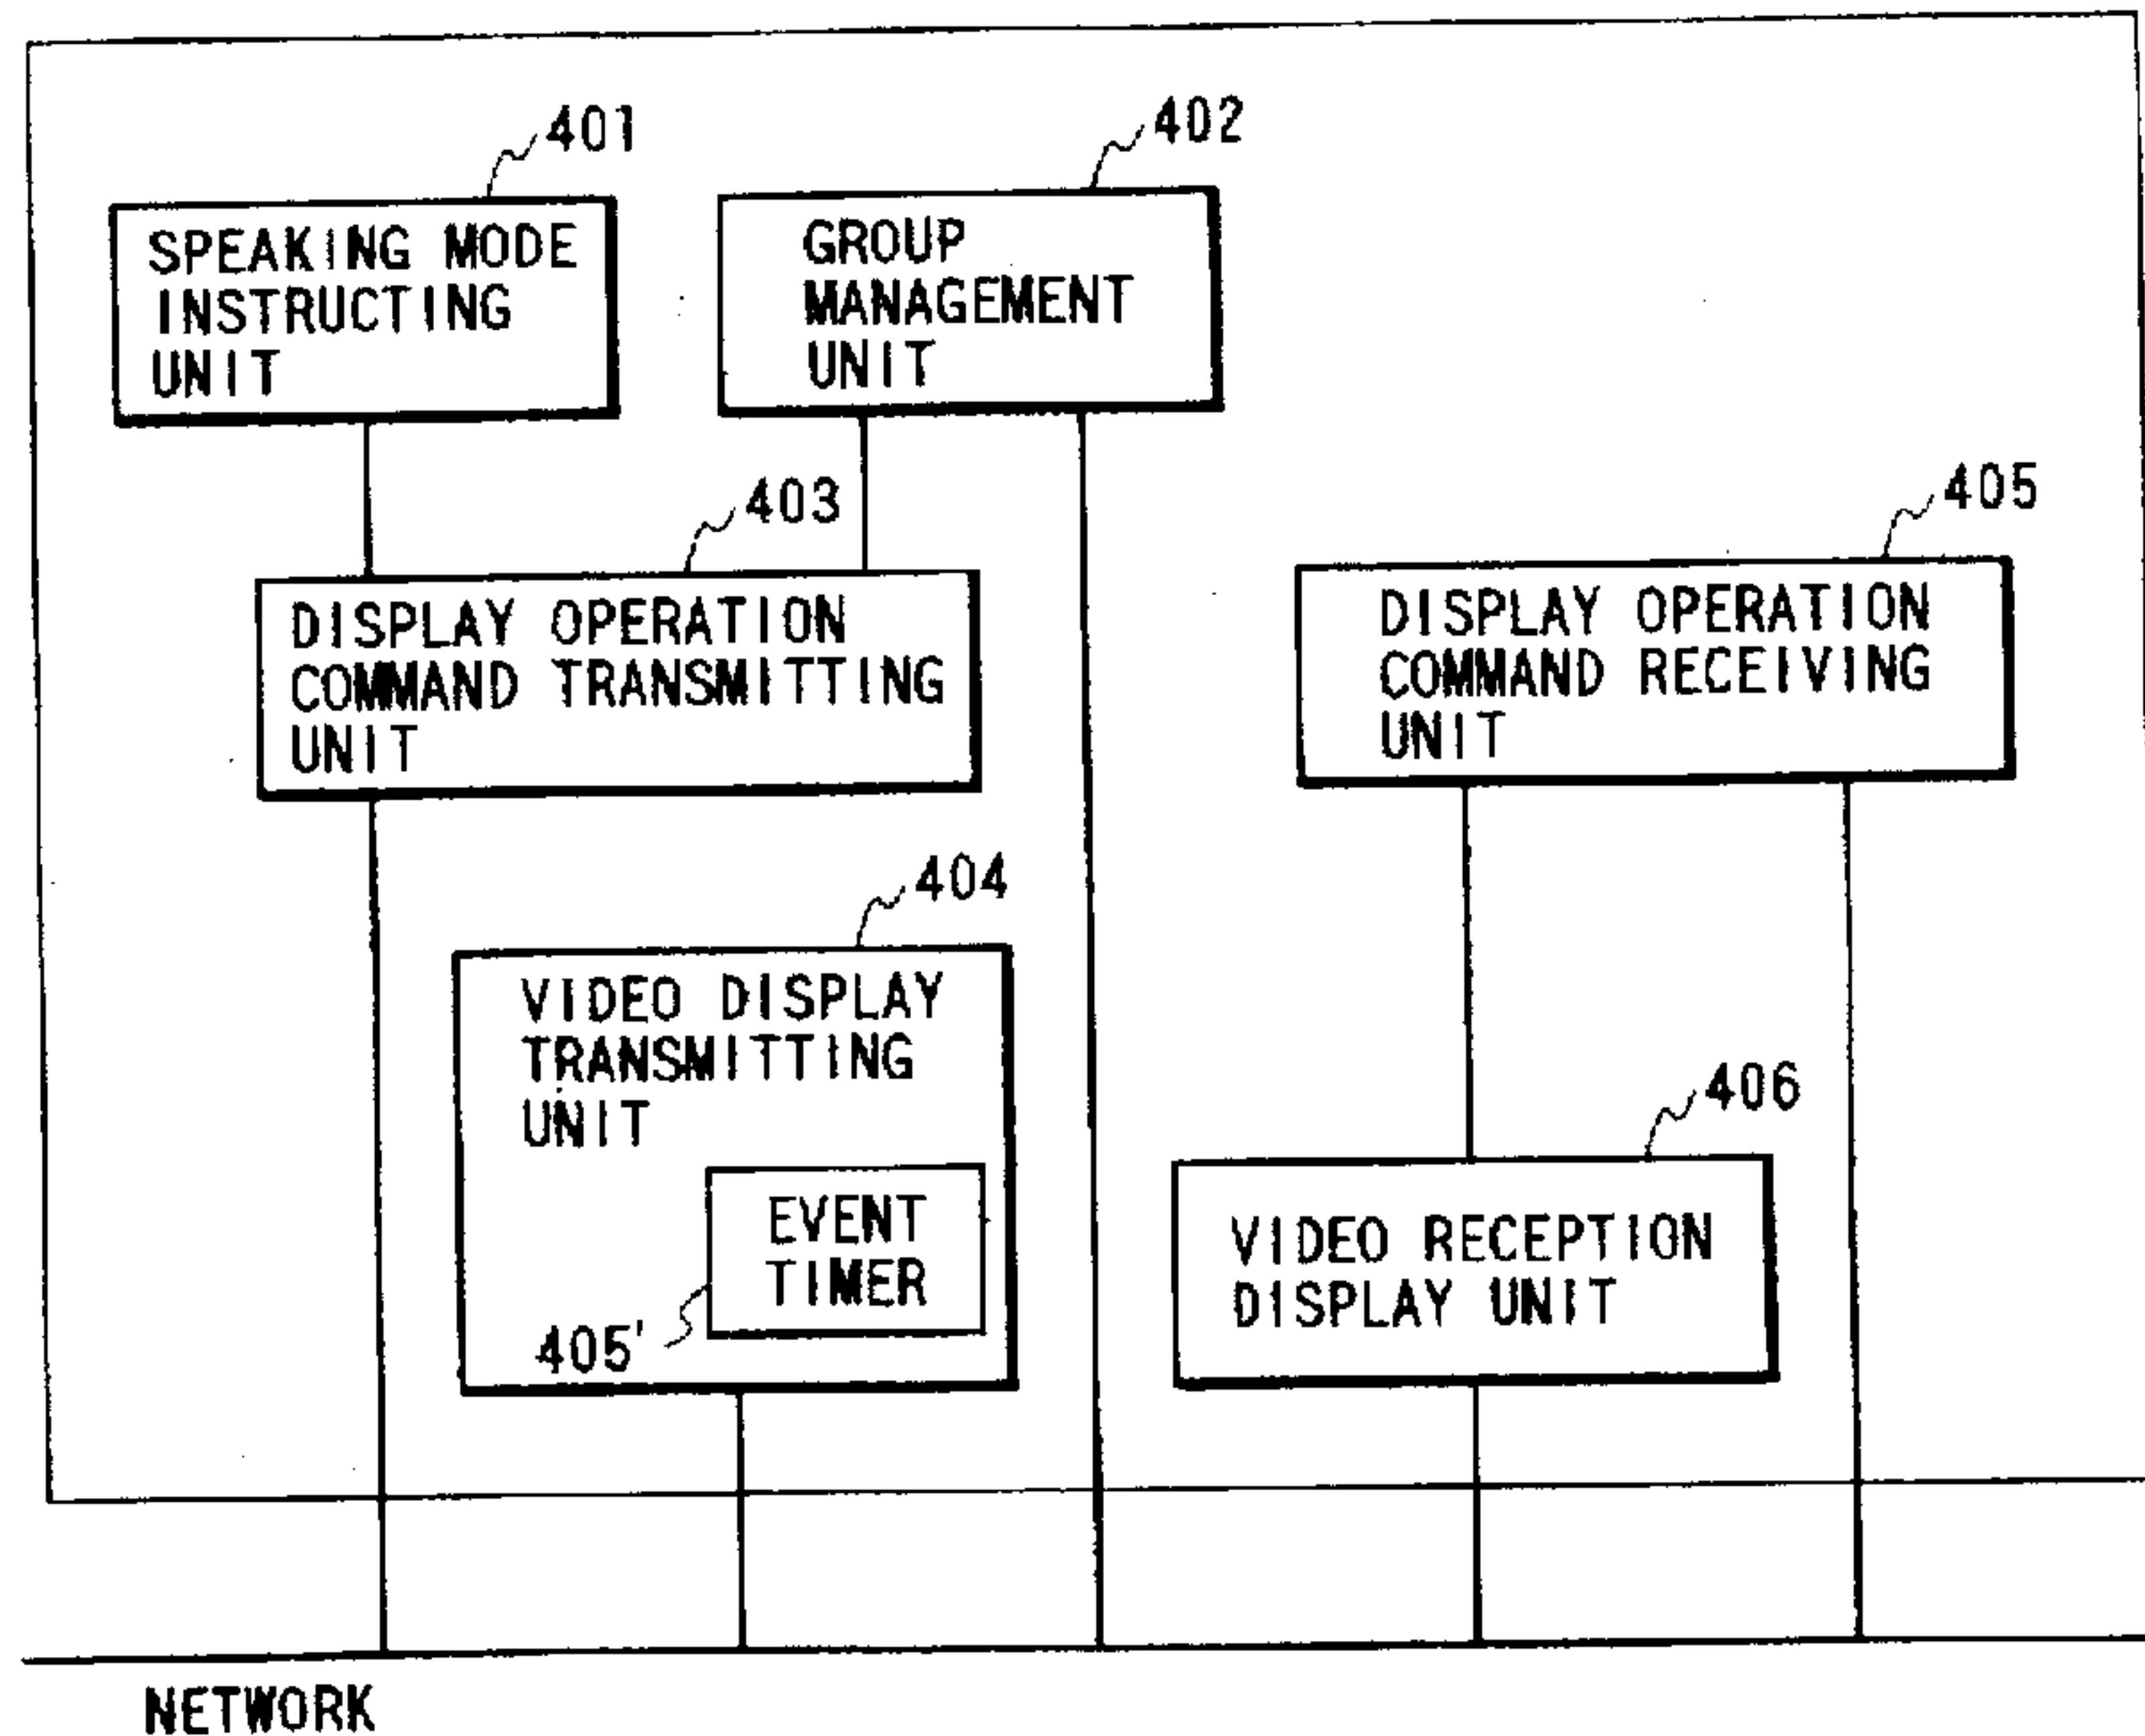 401
402
SPEAKING MODE
INSTRUCTING
UNIT
GROUP
MANAGEMENT
UNIT
403
405
DISPLAY OPERATION
COMMAND TRANSMITTING
UNIT
DISPLAY OPERATION
COMMAND RECEIVING
UNIT
404
VIDEO DISPLAY
TRANSMITTING
UNIT
406
EVENT
TIMER
405'
VIDEO RECEPTION
DISPLAY UNIT
NETWORK